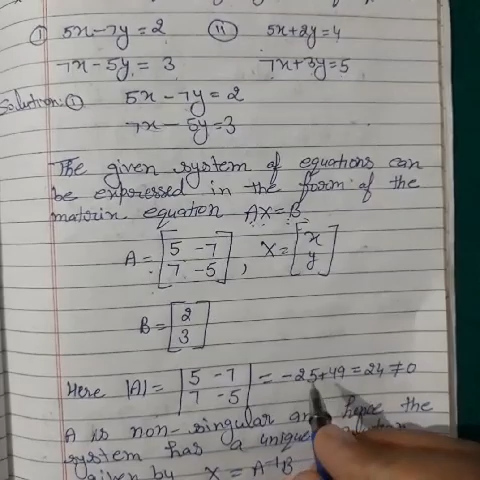 ① 5x-7y=2 ⑪ 5x+2y=4
7x-5y=3 7x+3y=5
Solution: ① 5x-7y=2
7x-5y=3
The given system of equations can
be expressed in the form of the
matrix equation AX=B
A=[5 -7], X=[x]
[7 -5] [y]
B=[2]
[3]
Here |A|= |5 -7| = -25+49=24≠0
|7 -5|
A is non-singular and hence the
system has a unique
given by X=A⁻¹B